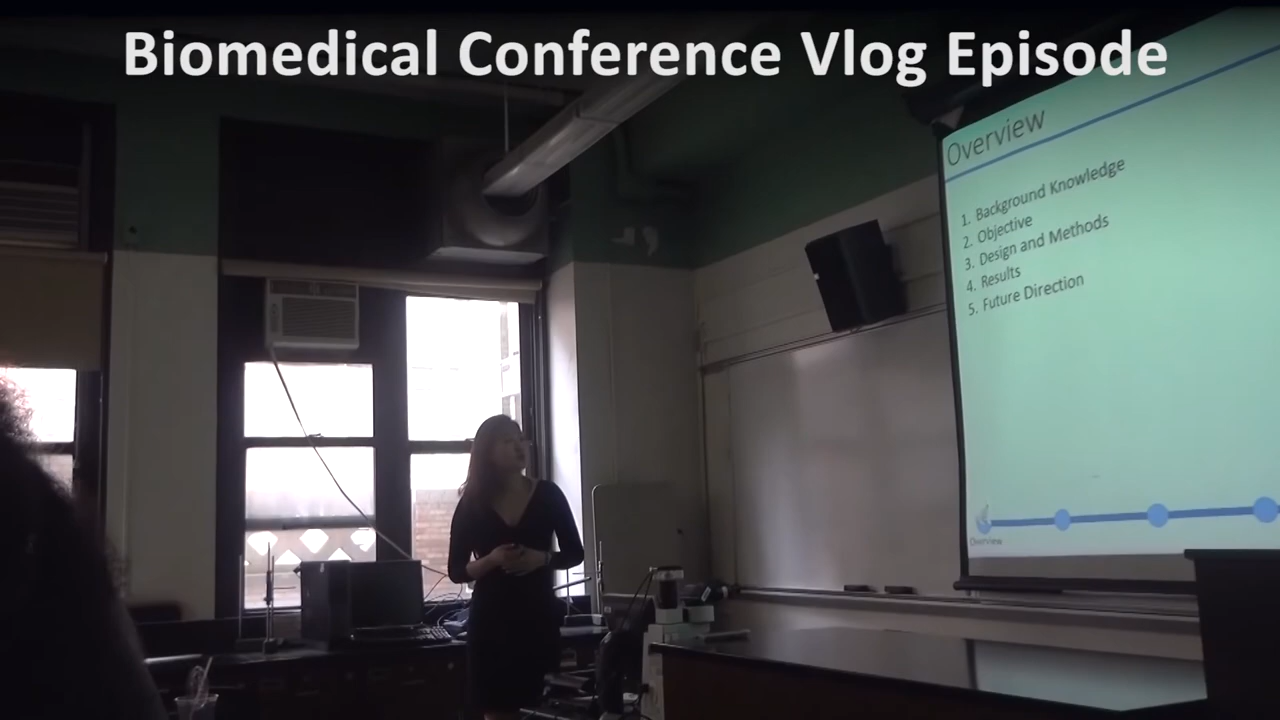 Biomedical Conference Vlog Episode
Overview
1. Background Knowledge
2. Objective
3. Design and Methods
4. Results
5. Future Direction
Overview